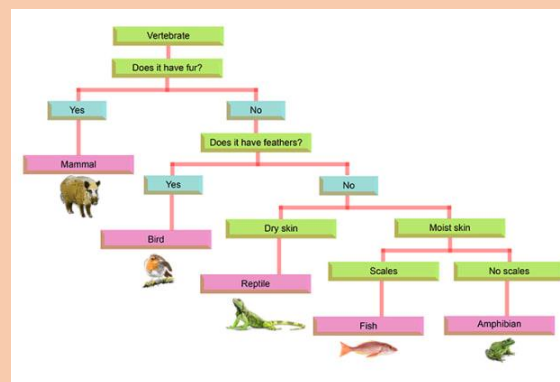 Vertebrate
Does it have fur?
Yes
No
Does it have feathers?
Mammal
Yes
No
Bird
Dry skin
Moist skin
Reptile
Scales
No scales
Fish
Amphibian